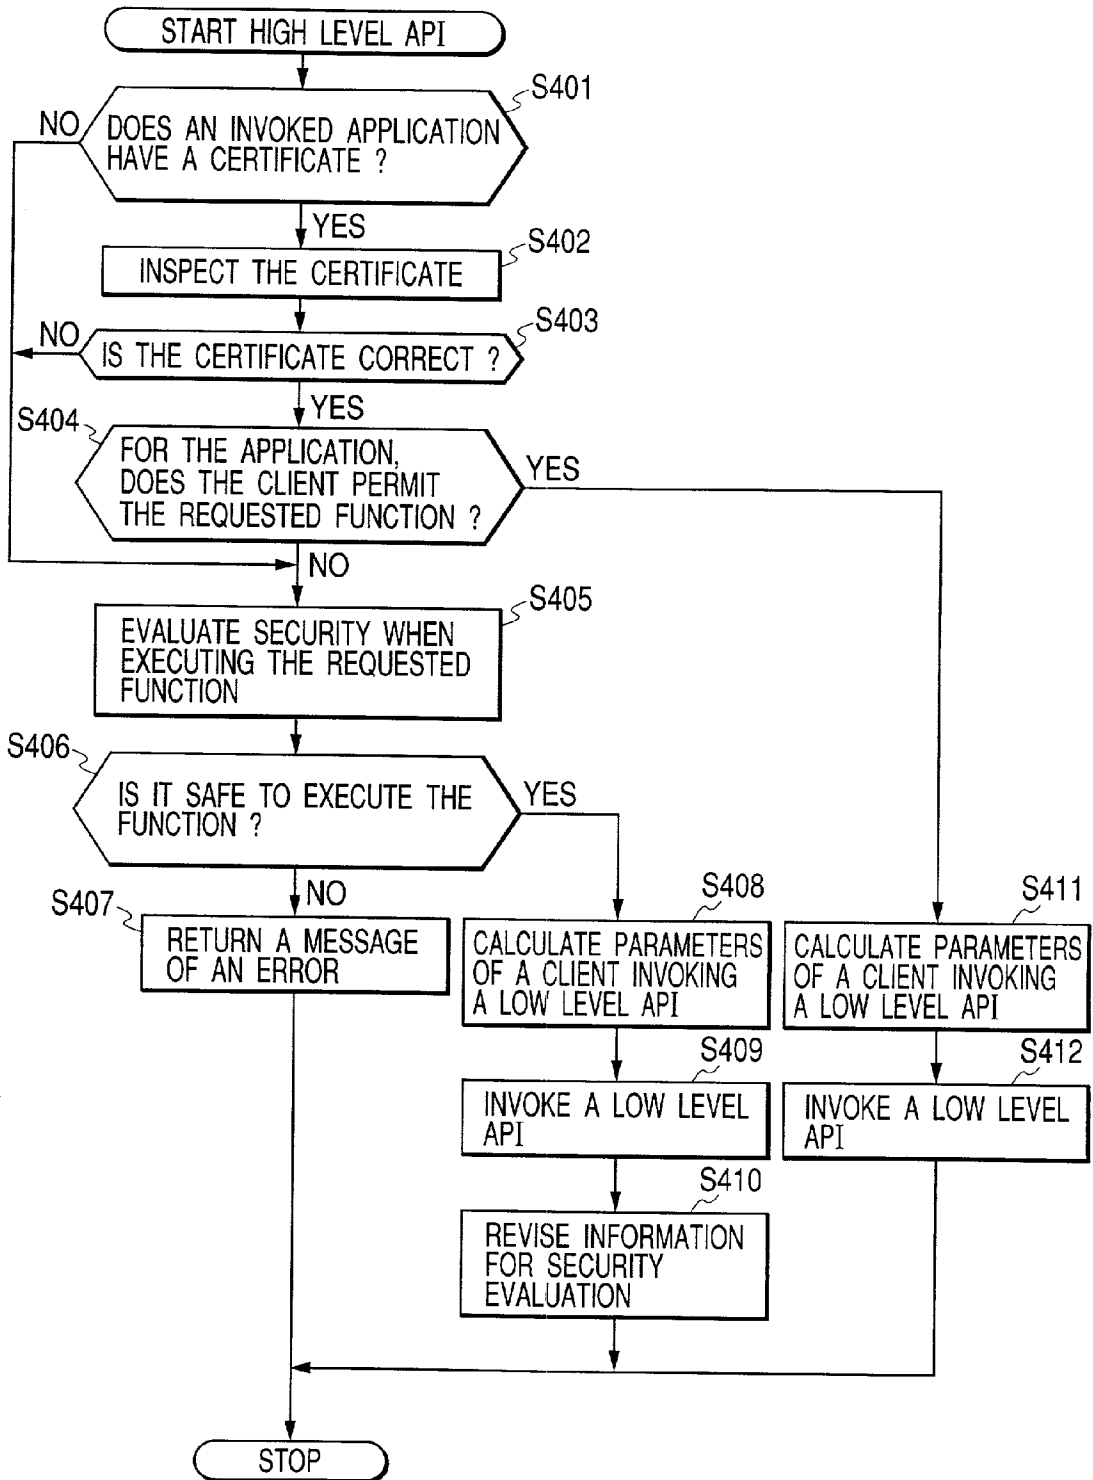 START HIGH LEVEL API
S401
NO
DOES AN INVOKED APPLICATION
HAVE A CERTIFICATE ?
YES
S402
INSPECT THE CERTIFICATE
S403
NO
IS THE CERTIFICATE CORRECT ?
YES
S404
FOR THE APPLICATION,
DOES THE CLIENT PERMIT
THE REQUESTED FUNCTION ?
YES
NO
S405
EVALUATE SECURITY WHEN
EXECUTING THE REQUESTED
FUNCTION
S406
IS IT SAFE TO EXECUTE THE
FUNCTION ?
YES
NO
S407
RETURN A MESSAGE
OF AN ERROR
S408
CALCULATE PARAMETERS
OF A CLIENT INVOKING
A LOW LEVEL API
S411
CALCULATE PARAMETERS
OF A CLIENT INVOKING
A LOW LEVEL API
S409
INVOKE A LOW LEVEL
API
S412
INVOKE A LOW LEVEL
API
S410
REVISE INFORMATION
FOR SECURITY
EVALUATION
STOP